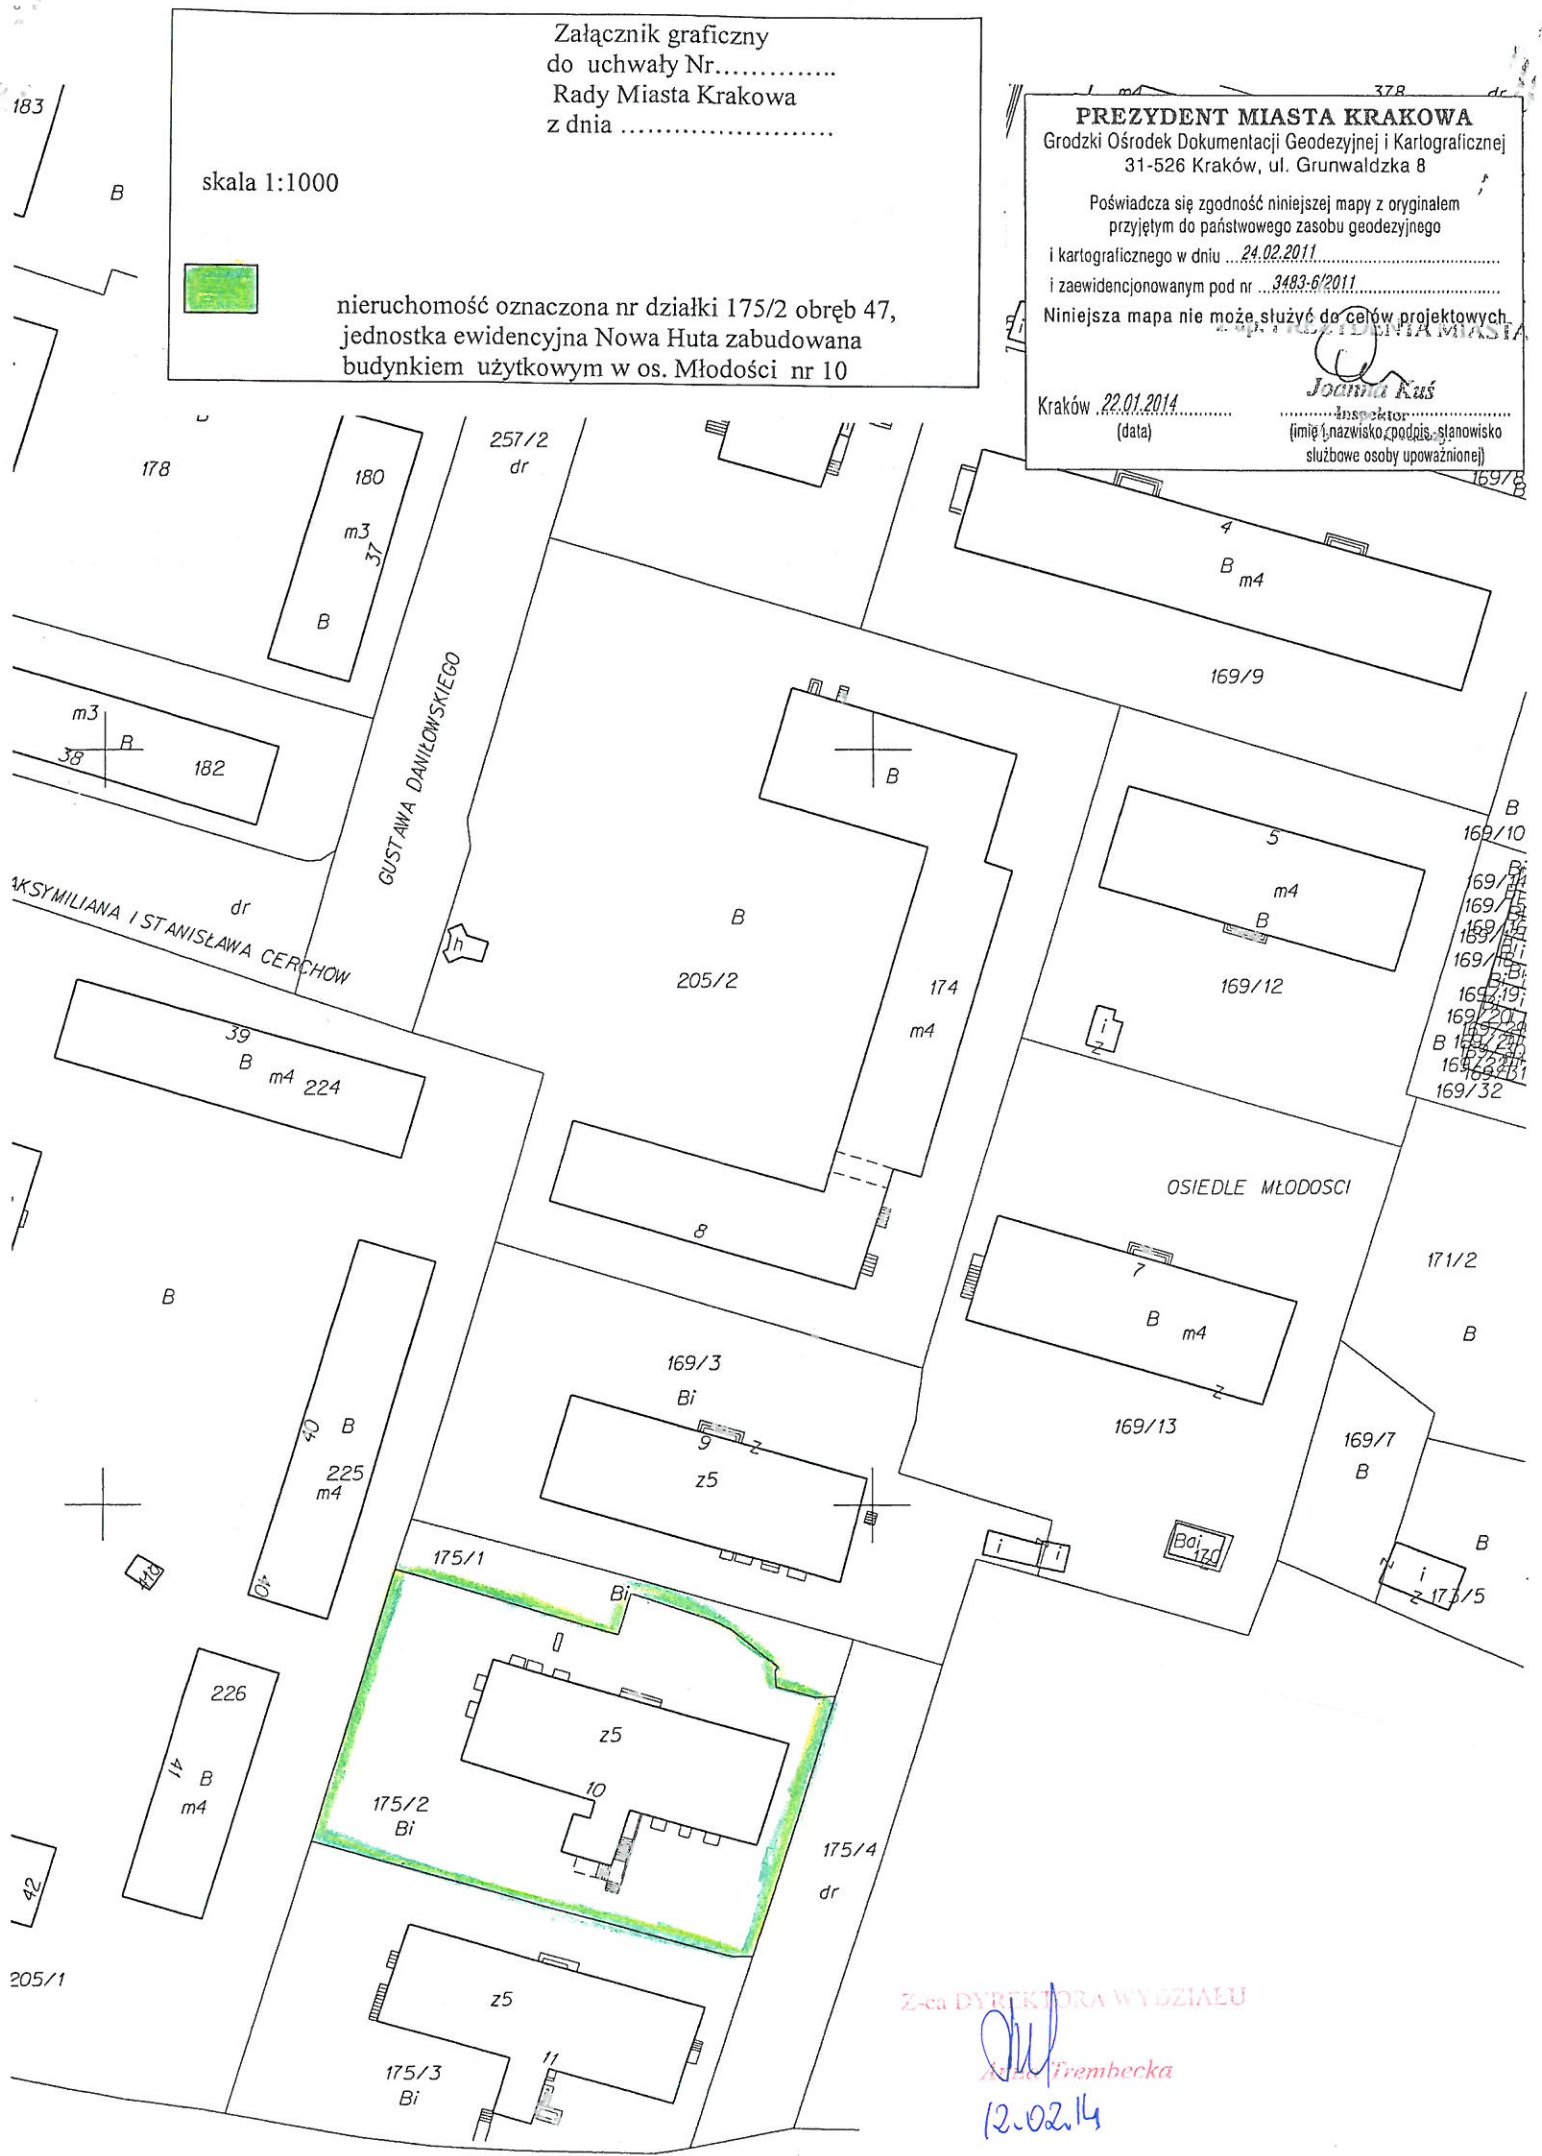 Załącznik graficzny
do uchwały Nr..............
Rady Miasta Krakowa
z dnia ........................
skala 1:1000
nieruchomość oznaczona nr działki 175/2 obręb 47,
jednostka ewidencyjna Nowa Huta zabudowana
budynkiem użytkowym w os. Młodości nr 10
378 dr
PREZYDENT MIASTA KRAKOWA
Grodzki Ośrodek Dokumentacji Geodezyjnej i Kartograficznej
31-526 Kraków, ul. Grunwaldzka 8
Poświadcza się zgodność niniejszej mapy z oryginałem
przyjętym do państwowego zasobu geodezyjnego
i kartograficznego w dniu ...24.02.2011......
i zaewidencjonowanym pod nr ...3483-6/2011......
Niniejsza mapa nie może służyć do celów projektowych
PREZYDENTA MIASTA
Joanna Kuś
Inspektor
Kraków 22.01.2014
(data)
(imię i nazwisko, podpis, stanowisko
służbowe osoby upoważnionej)
183
B
178
180
m3
37
B
257/2
dr
169/8
B
4
B m4
169/9
m3
B
38
182
GUSTAWA DANIŁOWSKIEGO
B
5
m4
B
169/12
B
169/10
AKSYMILIANA I STANISŁAWA CERCHOW
dr
h
B
205/2
174
m4
i
z
B
169/32
39
B m4 224
OSIEDLE MŁODOSCI
8
7
B m4
z
171/2
B
B
169/3
Bi
9 z
z5
169/13
169/7
B
40 B
225
m4
40
175/1
Bi
i
i
Bai
170
B
i
z
z 173/5
226
41 B
m4
z5
10
175/2
Bi
175/4
dr
42
205/1
z5
11
175/3
Bi
Z-ca DYREKTORA WYDZIAŁU
Anna Trembecka
12.02.14